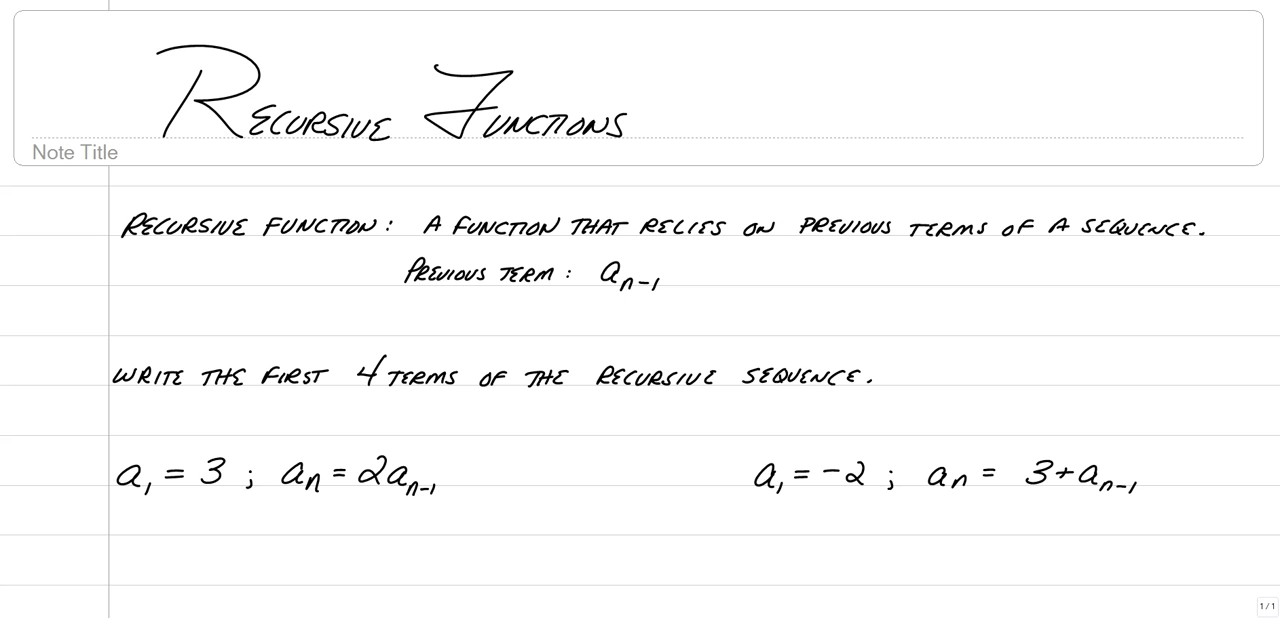 RECURSIVE FUNCTIONS
Note Title
RECURSIVE FUNCTION: A FUNCTION THAT RELIES ON PREVIOUS TERMS OF A SEQUENCE.
PREVIOUS TERM: aₙ₋₁
WRITE THE FIRST 4 TERMS OF THE RECURSIVE SEQUENCE.
a₁ = 3 ; aₙ = 2aₙ₋₁ a₁ = -2 ; aₙ = 3+aₙ₋₁
1 / 1